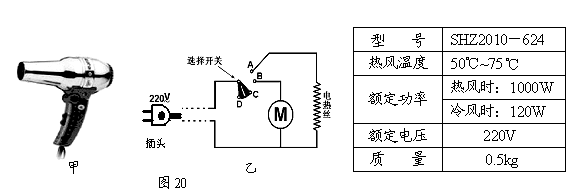 选择开关
A
B
C
D
220V
M
电热丝
插头
甲
图 20
乙
型 号 SHZ2010－624
热风温度 50℃~75℃
额定功率 热风时：1000W
冷风时：120W
额定电压 220V
质 量 0.5kg